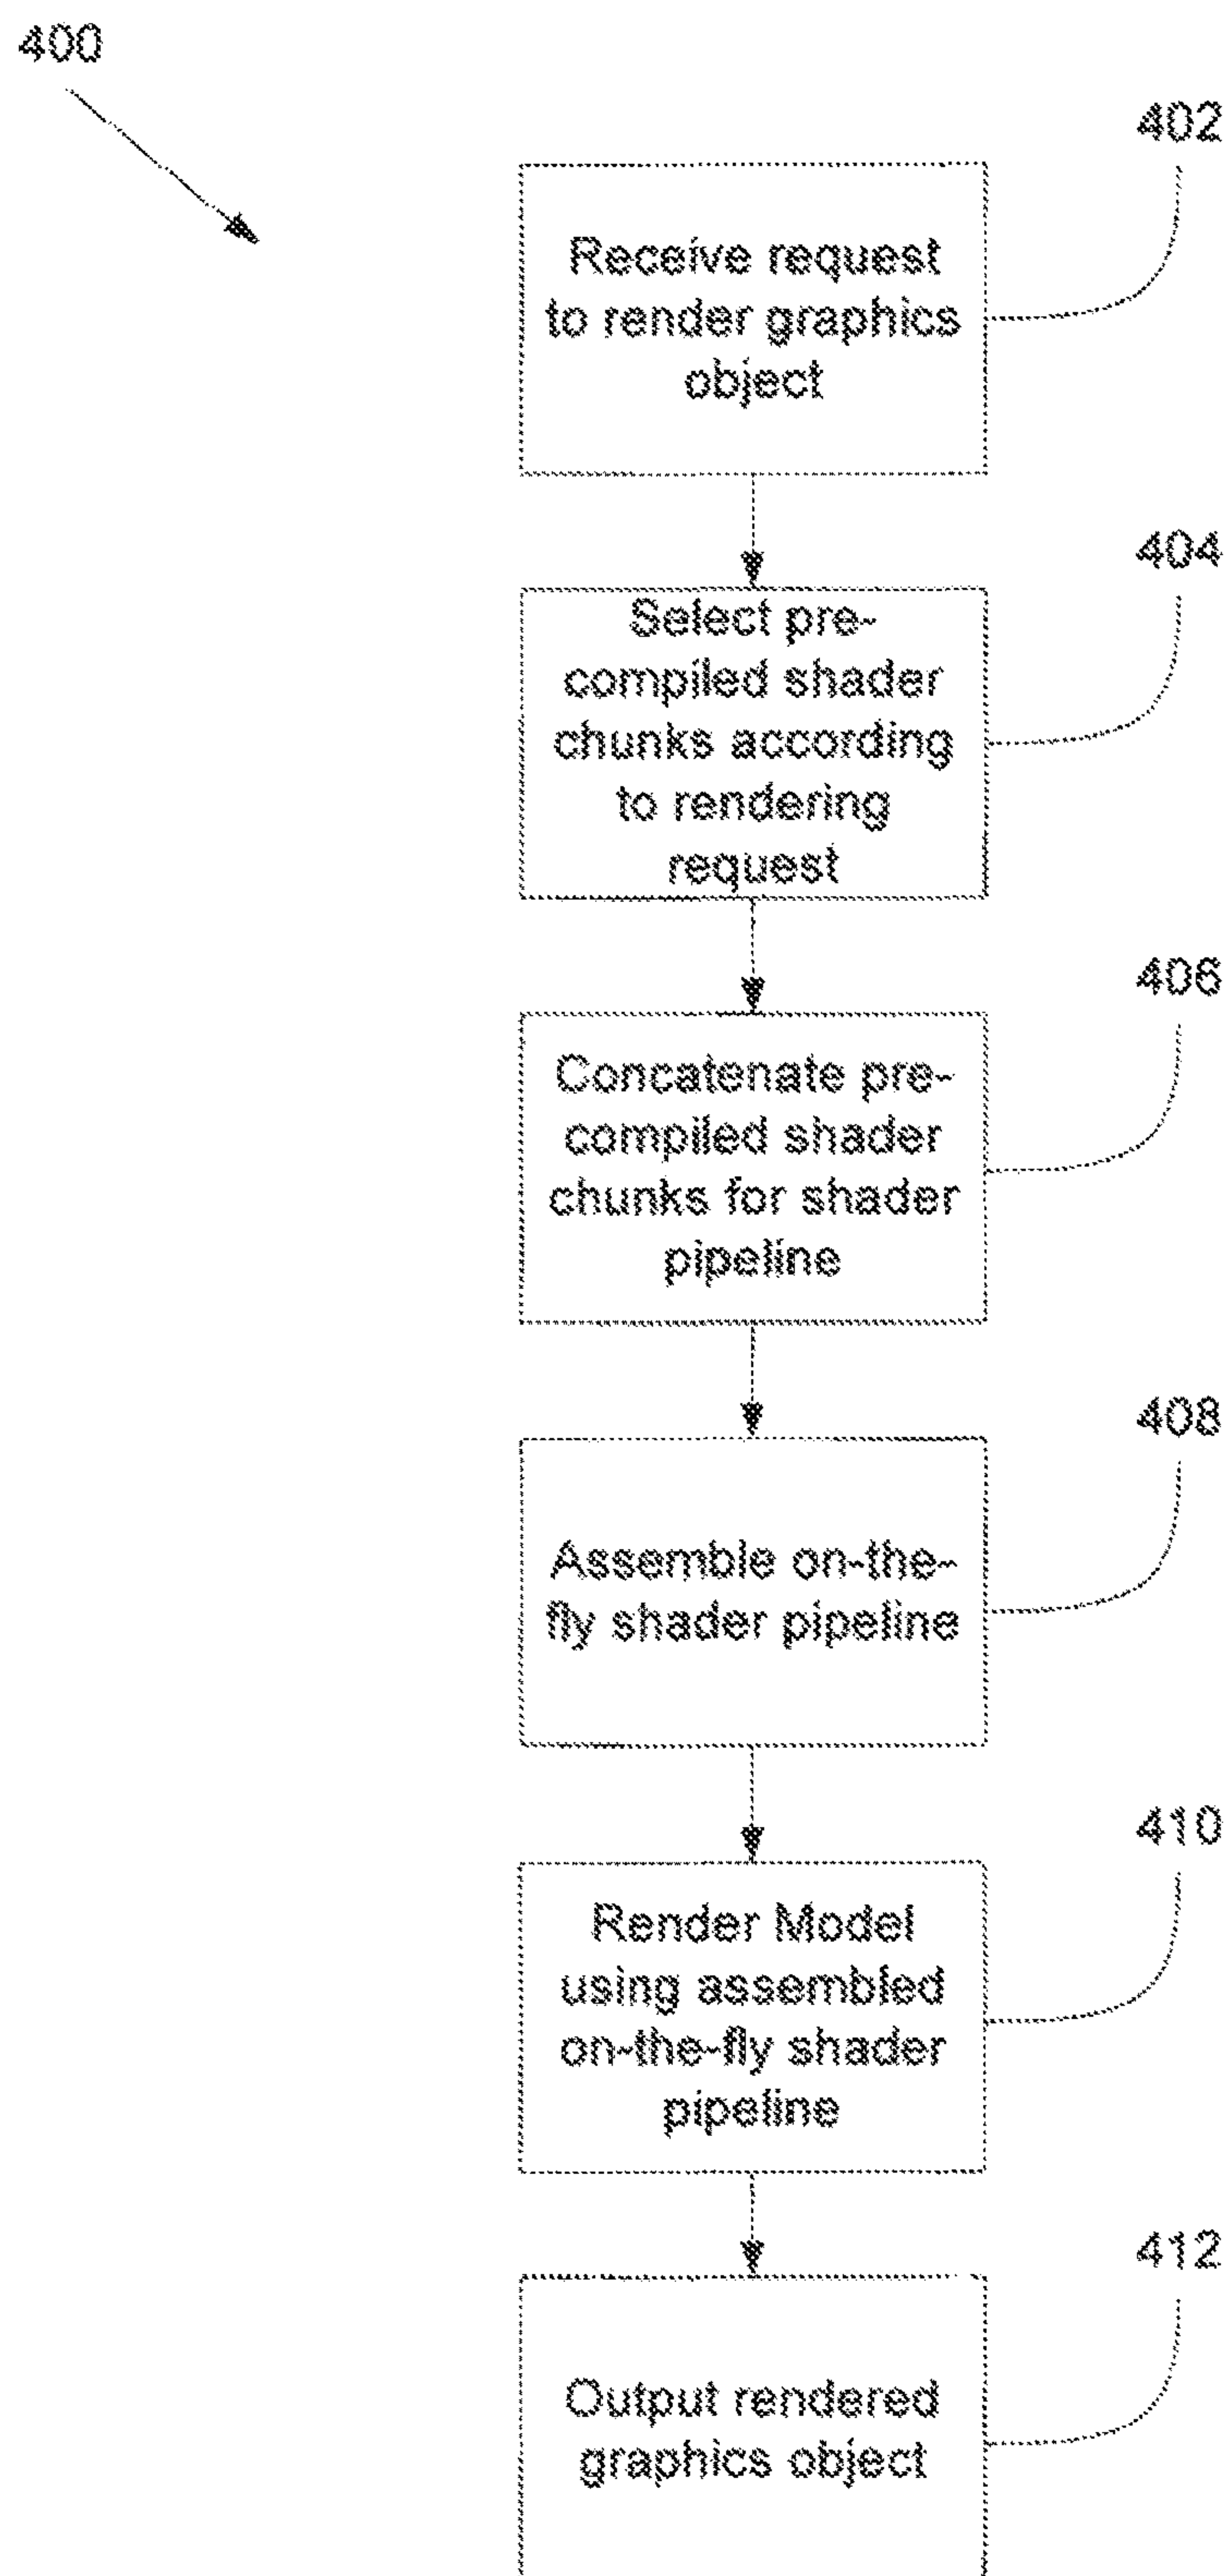 400
402
Receive request
to render graphics
object
404
Select pre-
compiled shader
chunks according
to rendering
request
406
Concatenate pre-
compiled shader
chunks for shader
pipeline
408
Assemble on-the-
fly shader pipeline
410
Render Model
using assembled
on-the-fly shader
pipeline
412
Output rendered
graphics object